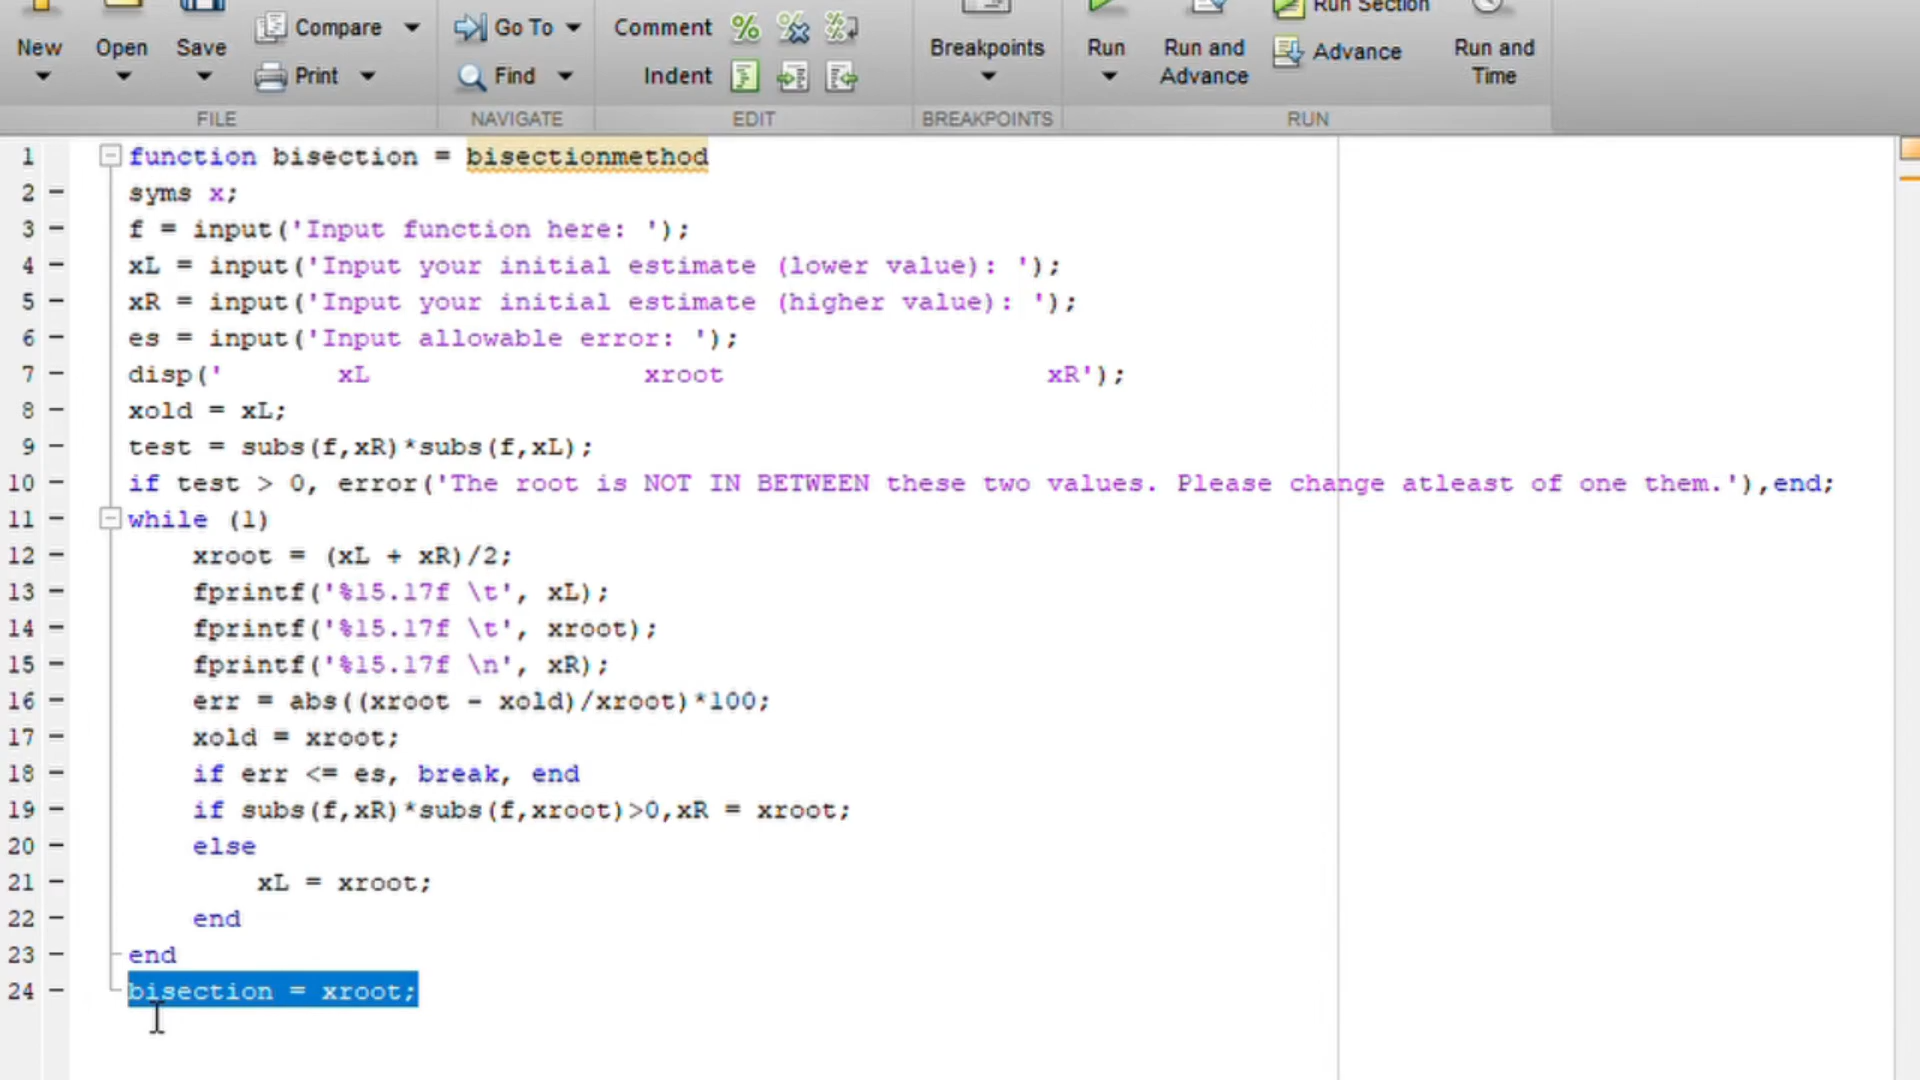 New Open Save Compare Print Go To Find Comment Indent Breakpoints Run Run and Advance Run Section Advance Run and Time
FILE NAVIGATE EDIT BREAKPOINTS RUN
1 function bisection = bisectionmethod
2 syms x;
3 f = input('Input function here: ');
4 xL = input('Input your initial estimate (lower value): ');
5 xR = input('Input your initial estimate (higher value): ');
6 es = input('Input allowable error: ');
7 disp('       xL                 xroot                    xR');
8 xold = xL;
9 test = subs(f,xR)*subs(f,xL);
10 if test > 0, error('The root is NOT IN BETWEEN these two values. Please change atleast of one them.'),end;
11 while (1)
12     xroot = (xL + xR)/2;
13     fprintf('%15.17f \t', xL);
14     fprintf('%15.17f \t', xroot);
15     fprintf('%15.17f \n', xR);
16     err = abs((xroot - xold)/xroot)*100;
17     xold = xroot;
18     if err <= es, break, end
19     if subs(f,xR)*subs(f,xroot)>0,xR = xroot;
20     else
21         xL = xroot;
22     end
23 end
24 bisection = xroot;